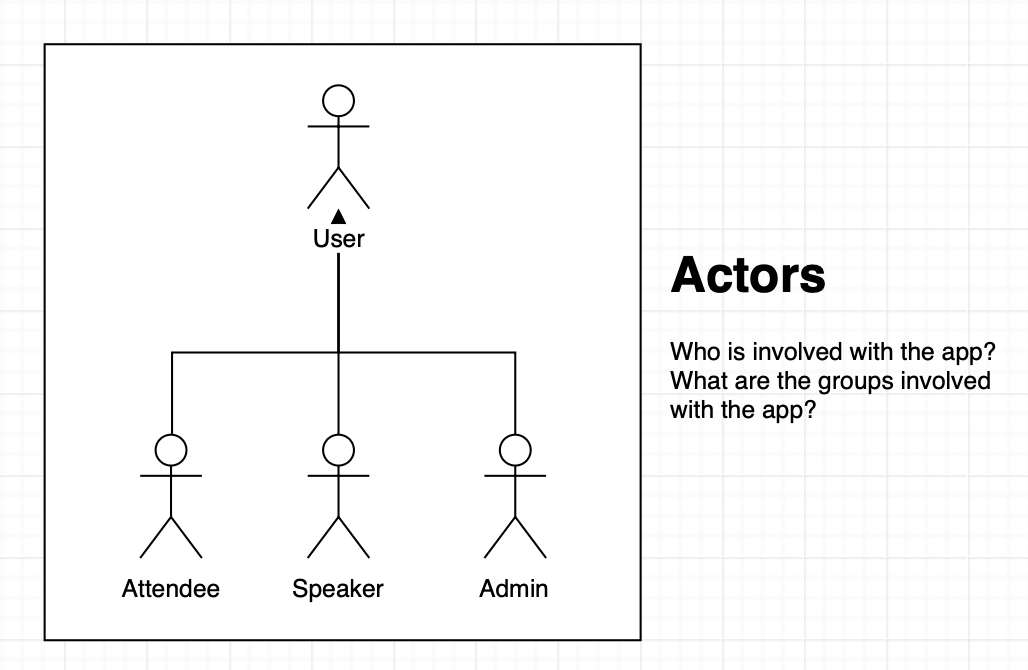 User
Attendee
Speaker
Admin
Actors
Who is involved with the app?
What are the groups involved
with the app?